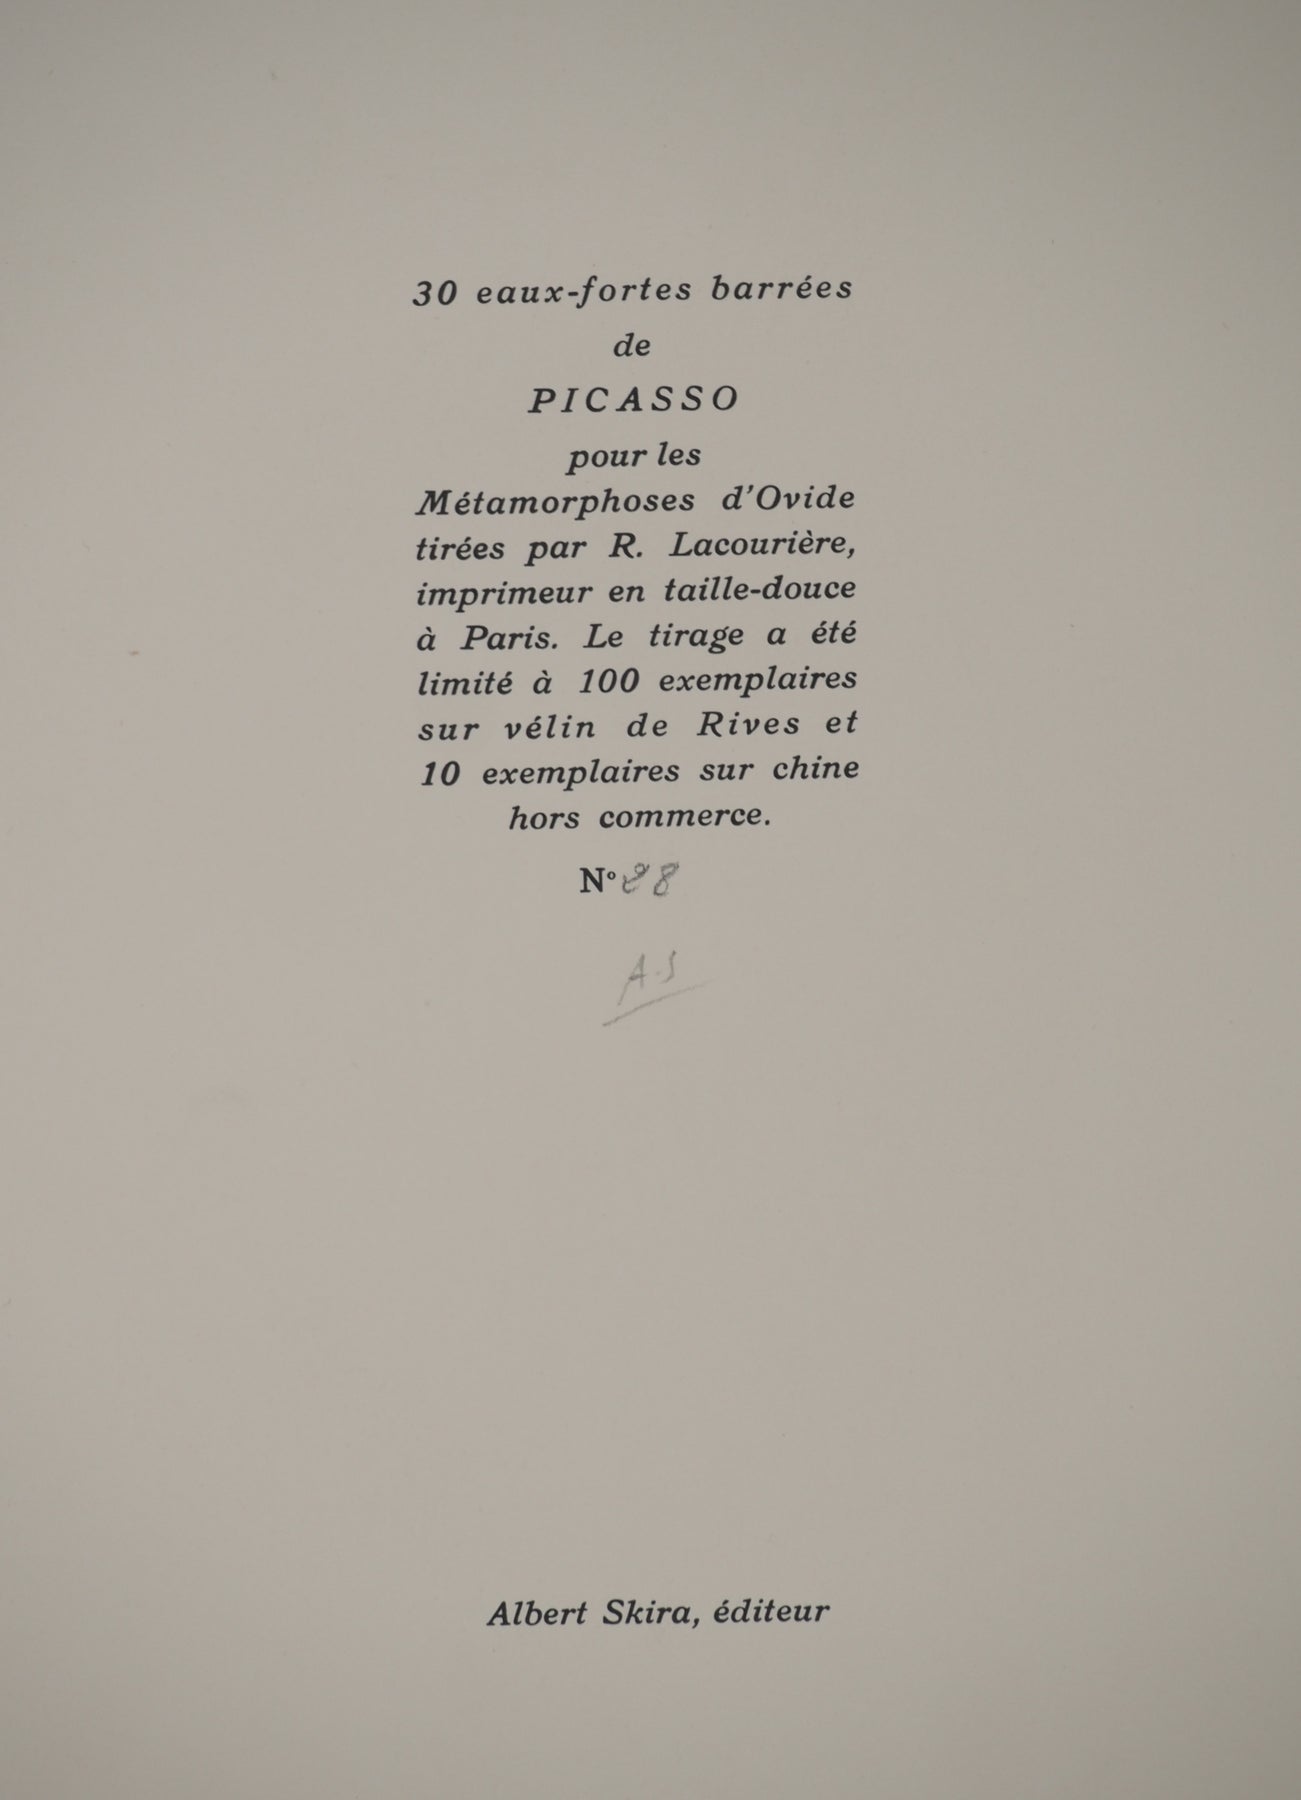 30 eaux-fortes barrées
de
PICASSO
pour les
Métamorphoses d'Ovide
tirées par R. Lacourière,
imprimeur en taille-douce
à Paris. Le tirage a été
limité à 100 exemplaires
sur vélin de Rives et
10 exemplaires sur chine
hors commerce.
Nº 88
A.S
Albert Skira, éditeur